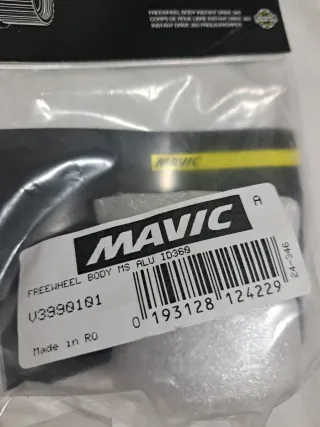 FREEWHEEL BODY INSTANT DRIVE 360
CORPS DE ROUE LIBRE INSTANT DRIVE 360
MAVIC
MAVIC
A
FREEWHEEL BODY MS ALU ID360
V3990101
0 193128 124229
24-346
Made in RO